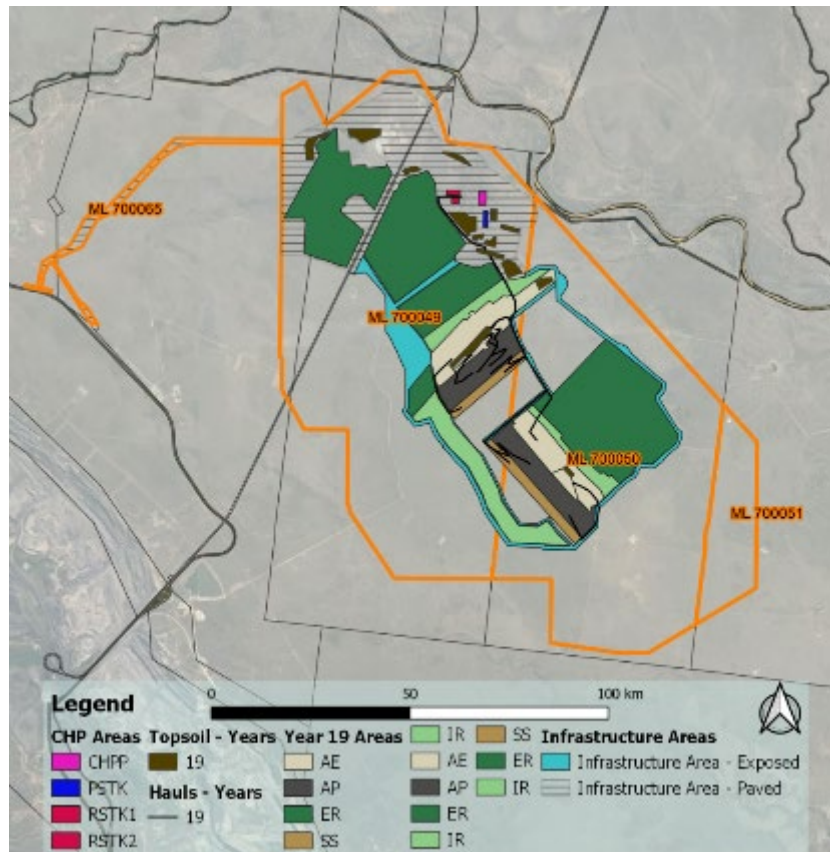 ML 700065
ML 700049
ML 700050
ML 700051
Legend
0 50 100 km
CHP Areas Topsoil - Years Year 19 Areas IR SS Infrastructure Areas
CHPP 19 AE AE ER Infrastructure Area - Exposed
PSTK Hauls - Years AP AP IR Infrastructure Area - Paved
RSTK1 19 ER ER
RSTK2 SS IR